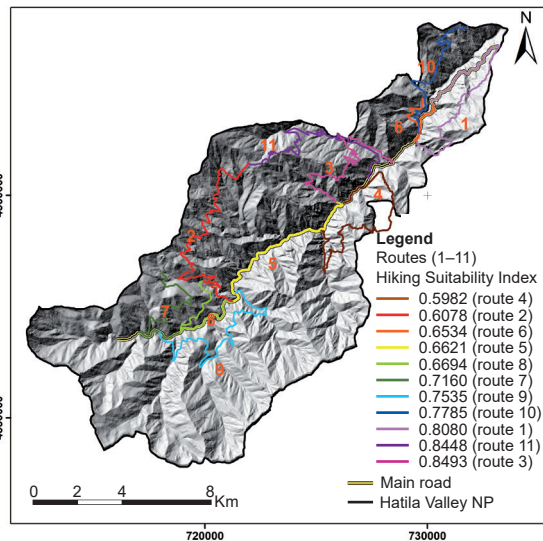 N
10
1
6
11
3
4
2
5
7
8
9
Legend
Routes (1–11)
Hiking Suitability Index
0.5982 (route 4)
0.6078 (route 2)
0.6534 (route 6)
0.6621 (route 5)
0.6694 (route 8)
0.7160 (route 7)
0.7535 (route 9)
0.7785 (route 10)
0.8080 (route 1)
0.8448 (route 11)
0.8493 (route 3)
Main road
Hatila Valley NP
0 2 4 8
Km
720000 730000